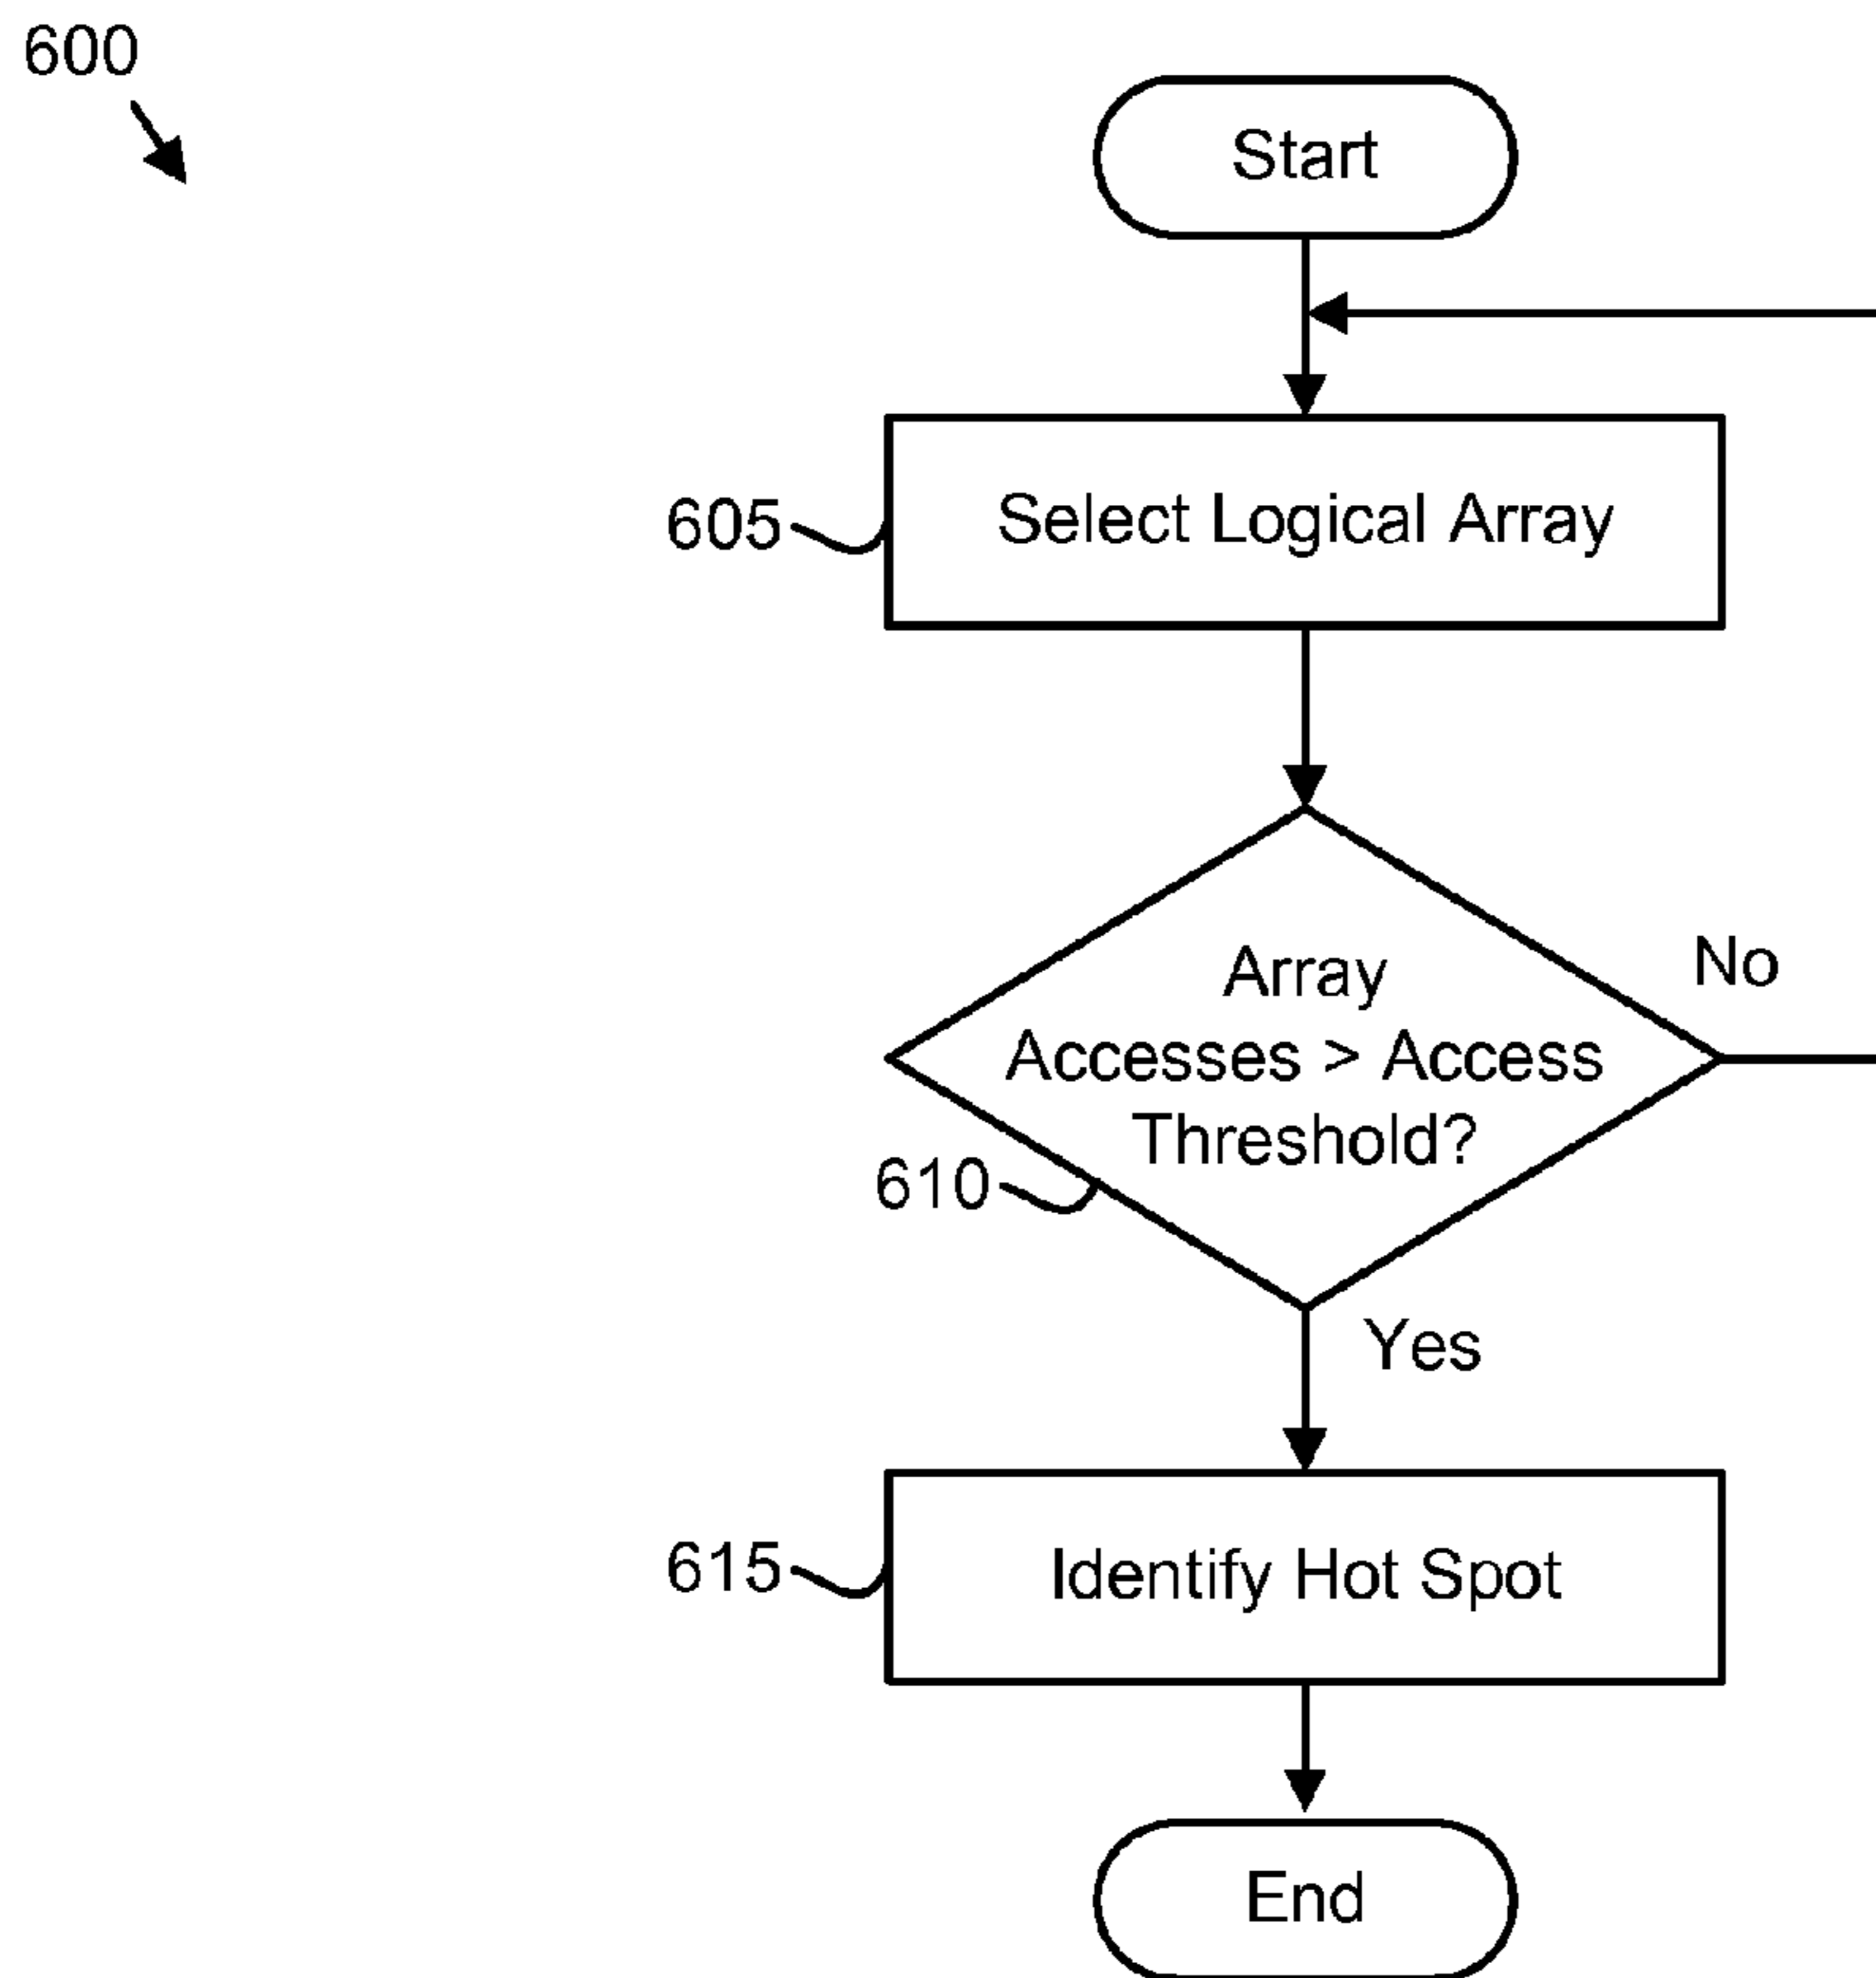 600
Start
605
Select Logical Array
Array
Accesses > Access
Threshold?
No
610
Yes
615
Identify Hot Spot
End